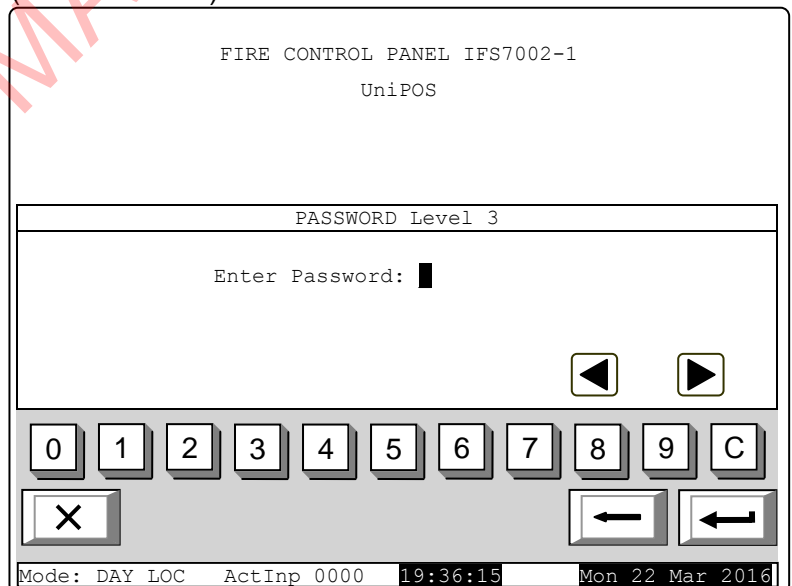 FIRE CONTROL PANEL IFS7002-1
UniPOS
PASSWORD Level 3
Enter Password:
0 1 2 3 4 5 6 7 8 9 C
Mode: DAY LOC ActInp 0000 19:36:15 Mon 22 Mar 2016